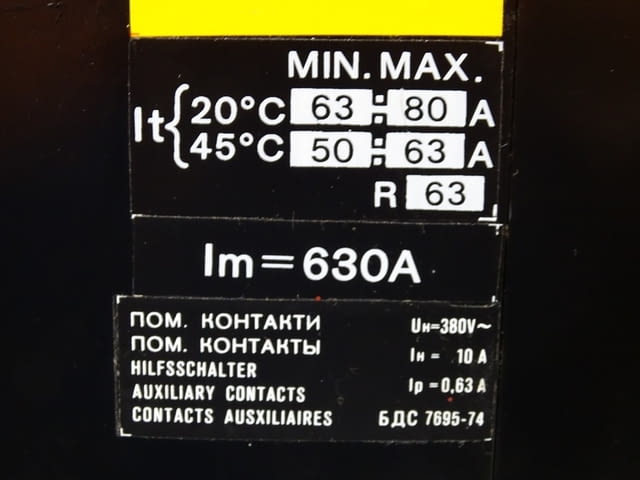 MIN. MAX.
It { 20°C 63 ÷ 80 A
45°C 50 ÷ 63 A
R 63
Im = 630A
ПОМ. КОНТАКТИ Uн=380V~
ПОМ. КОНТАКТЫ Iн = 10 A
HILFSSCHALTER Ip = 0,63 A
AUXILIARY CONTACTS
CONTACTS AUSXILIAIRES БДС 7695-74